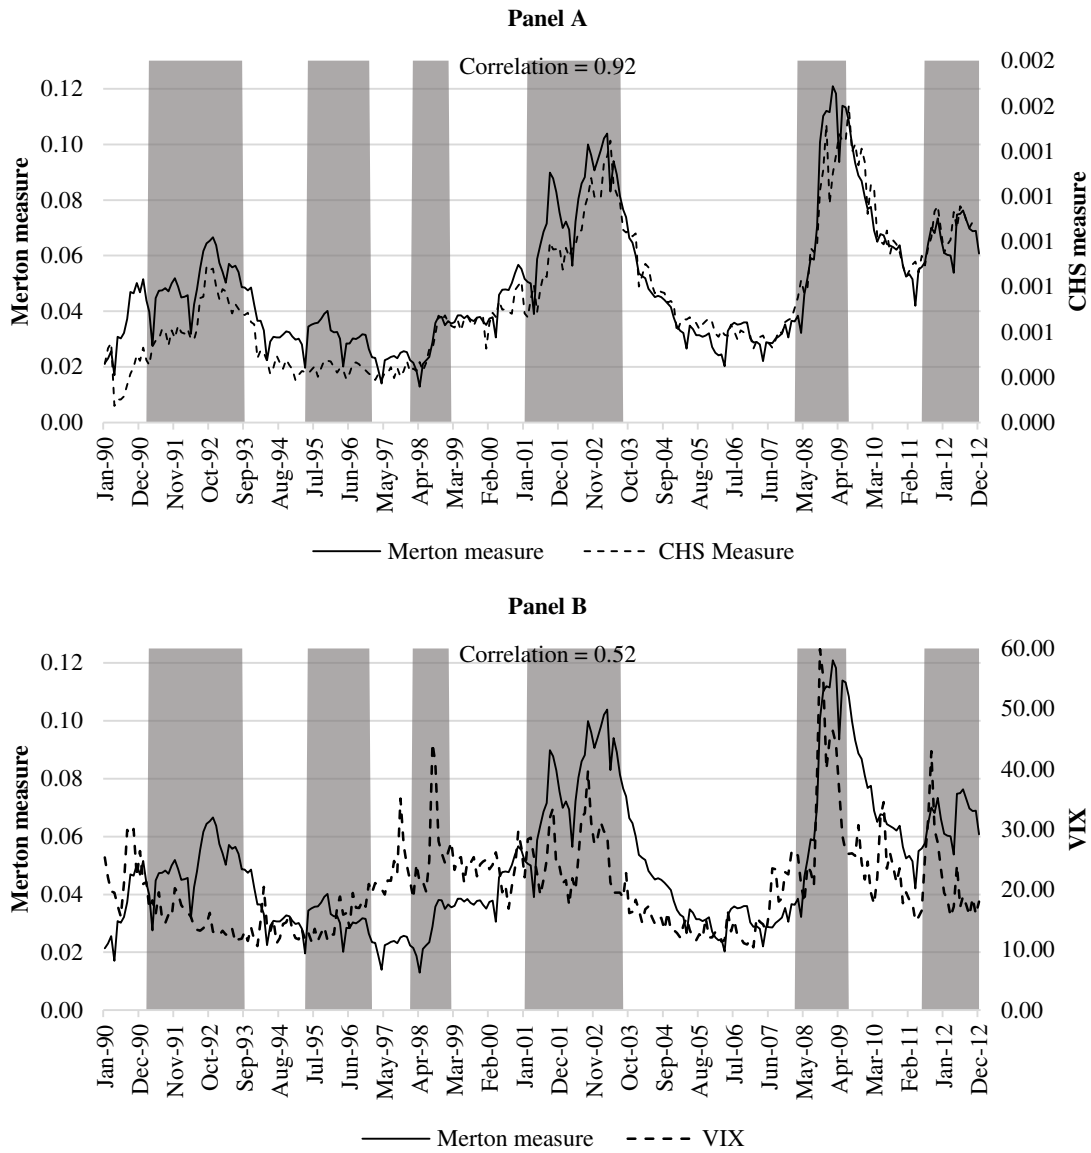 Panel A
Correlation = 0.92
Merton measure
0.12
0.10
0.08
0.06
0.04
0.02
0.00
0.002
0.002
0.001
0.001
0.001
0.001
0.001
0.000
0.000
CHS measure
Jan-90
Dec-90
Nov-91
Oct-92
Sep-93
Aug-94
Jul-95
Jun-96
May-97
Apr-98
Mar-99
Feb-00
Jan-01
Dec-01
Nov-02
Oct-03
Sep-04
Aug-05
Jul-06
Jun-07
May-08
Apr-09
Mar-10
Feb-11
Jan-12
Dec-12
Merton measure
CHS Measure
Panel B
Correlation = 0.52
Merton measure
0.12
0.10
0.08
0.06
0.04
0.02
0.00
60.00
50.00
40.00
30.00
20.00
10.00
0.00
VIX
Jan-90
Dec-90
Nov-91
Oct-92
Sep-93
Aug-94
Jul-95
Jun-96
May-97
Apr-98
Mar-99
Feb-00
Jan-01
Dec-01
Nov-02
Oct-03
Sep-04
Aug-05
Jul-06
Jun-07
May-08
Apr-09
Mar-10
Feb-11
Jan-12
Dec-12
Merton measure
VIX